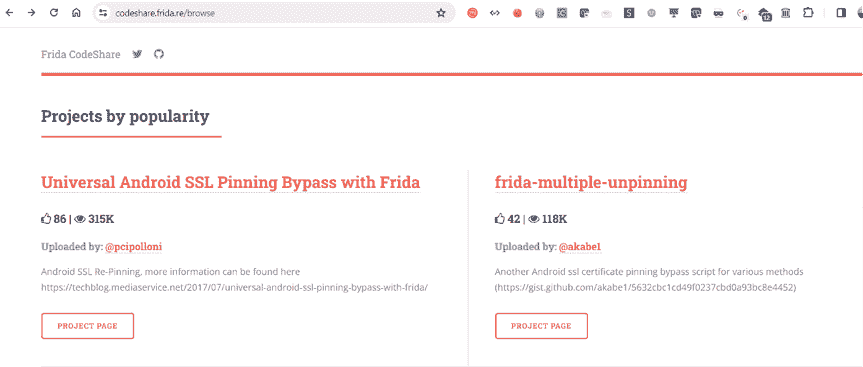 codeshare.frida.re/browse
12
Frida CodeShare
Projects by popularity
Universal Android SSL Pinning Bypass with Frida
86 | 315K
Uploaded by: @pcipolloni
Android SSL Re-Pinning, more information can be found here
https://techblog.mediaservice.net/2017/07/universal-android-ssl-pinning-bypass-with-frida/
PROJECT PAGE
frida-multiple-unpinning
42 | 118K
Uploaded by: @akabe1
Another Android ssl certificate pinning bypass script for various methods
(https://gist.github.com/akabe1/5632cbc1cd49f0237cbd0a93bc8e4452)
PROJECT PAGE